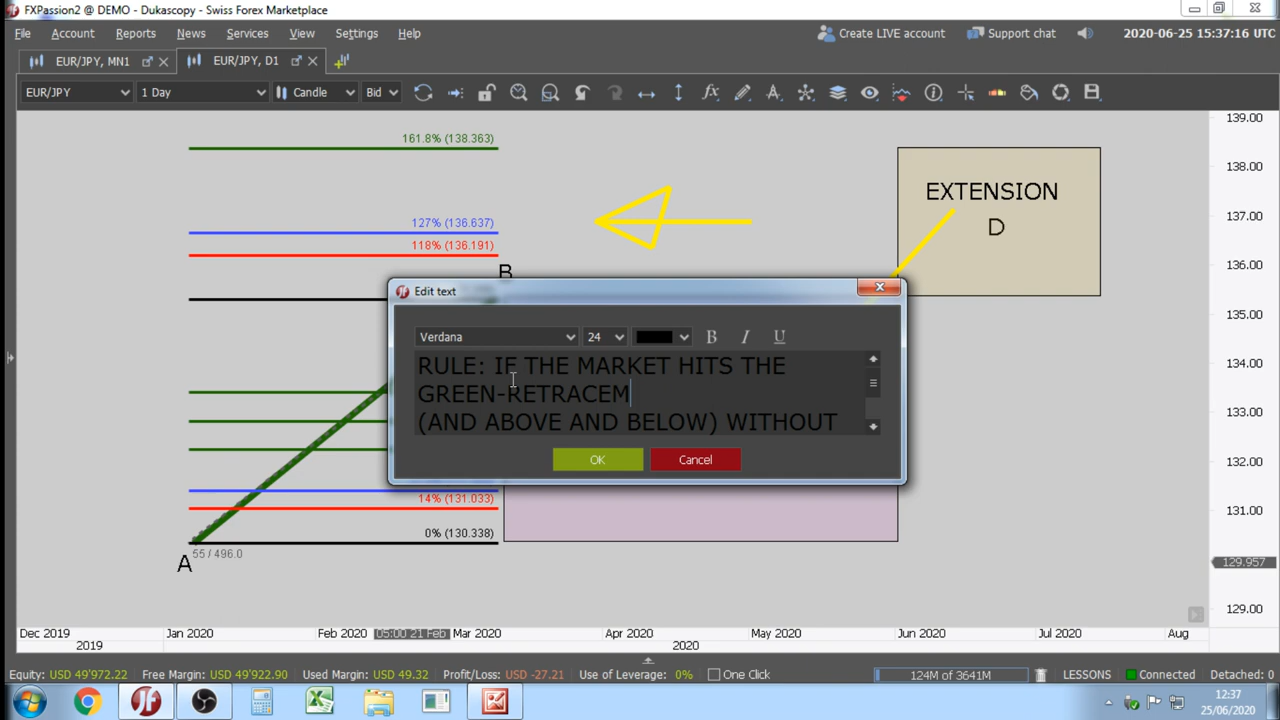 FXPassion2 @ DEMO - Dukascopy - Swiss Forex Marketplace
File Account Reports News Services View Settings Help
Create LIVE account Support chat 2020-06-25 15:37:16 UTC
EUR/JPY, MN1 EUR/JPY, D1
EUR/JPY 1 Day Candle Bid
139.00
161.8% (138.363)
138.00
EXTENSION
D
127% (136.637)
137.00
118% (136.191)
136.00
B
135.00
Edit text
Verdana 24 B I U
RULE: IF THE MARKET HITS THE
GREEN-RETRACEM
(AND ABOVE AND BELOW) WITHOUT
OK Cancel
134.00
133.00
132.00
14% (131.033)
131.00
0% (130.338)
A
55 / 496.0
129.957
129.00
Dec 2019 Jan 2020 Feb 2020 05:00 21 Feb Mar 2020 Apr 2020 May 2020 Jun 2020 Jul 2020 Aug
2019 2020
Equity: USD 49'972.22 Free Margin: USD 49'922.90 Used Margin: USD 49.32 Profit/Loss: USD -27.21 Use of Leverage: 0% One Click 124M of 3641M LESSONS Connected Detached: 0
12:37
25/06/2020